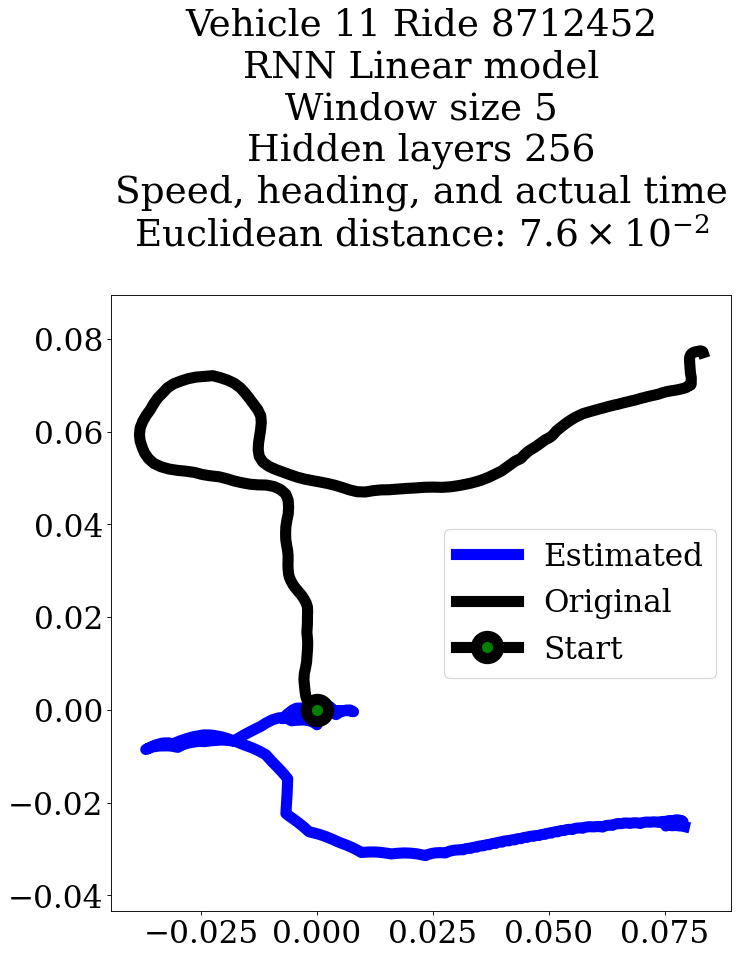 Vehicle 11 Ride 8712452
RNN Linear model
Window size 5
Hidden layers 256
Speed, heading, and actual time
Euclidean distance: $7.6 \times 10^{-2}$
0.08
0.06
0.04
0.02
0.00
−0.02
−0.04
Estimated
Original
Start
−0.025 0.000 0.025 0.050 0.075